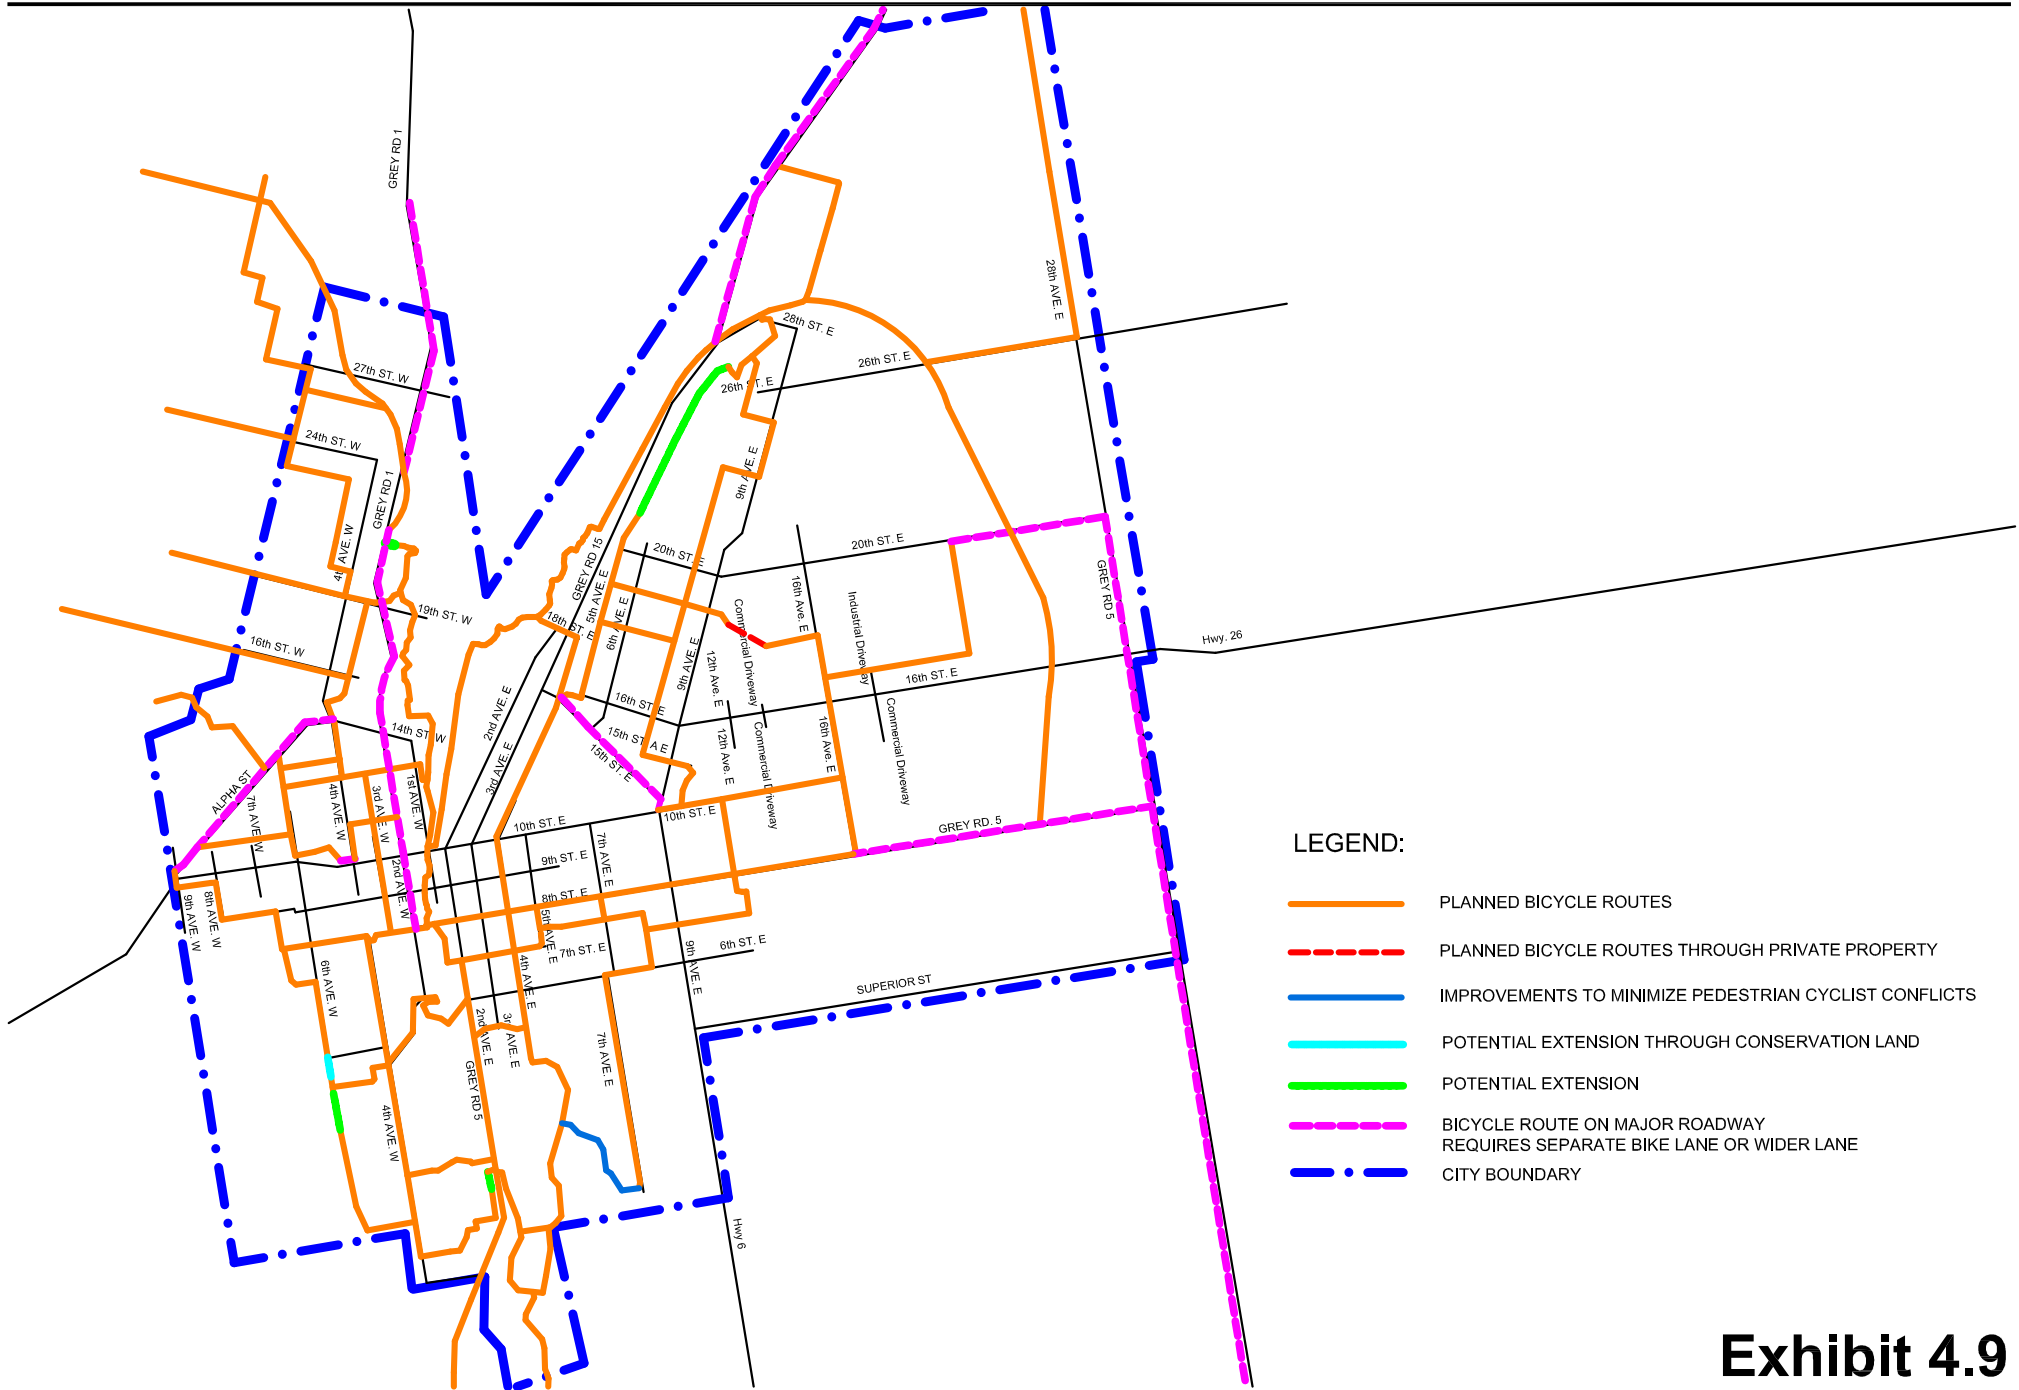 GREY RD 1
28th AVE. E
28th ST. E
27th ST. W
26th ST. E
26th ST. E
24th ST. W
GREY RD 1
9th AVE. E
4th AVE. W
GREY RD 15
20th ST. E
20th ST. E
GREY RD 5
5th AVE. E
16th Ave. E
19th ST. W
18th ST. E
6th AVE. E
Commercial Driveway
Industrial Driveway
Hwy. 26
16th ST. W
9th AVE. E
12th Ave. E
16th ST. E
16th ST. E
2nd AVE. E
14th ST. W
15th ST. A E
15th ST. E
12th Ave. E
Commercial Driveway
16th Ave. E
Commercial Driveway
3rd AVE. E
ALPHA ST
7th AVE. W
4th AVE. W
3rd AVE. W
1st AVE. W
10th ST. E
10th ST. E
GREY RD. 5
7th AVE. E
9th ST. E
2nd AVE. W
8th ST. E
9th AVE. W
8th AVE. W
5th AVE. E
7th ST. E
6th ST. E
9th AVE. E
6th AVE. W
4th AVE. E
SUPERIOR ST
2nd AVE. E
3rd AVE. E
7th AVE. E
GREY RD 5
4th AVE. W
Hwy 6
LEGEND:
PLANNED BICYCLE ROUTES
PLANNED BICYCLE ROUTES THROUGH PRIVATE PROPERTY
IMPROVEMENTS TO MINIMIZE PEDESTRIAN CYCLIST CONFLICTS
POTENTIAL EXTENSION THROUGH CONSERVATION LAND
POTENTIAL EXTENSION
BICYCLE ROUTE ON MAJOR ROADWAY
REQUIRES SEPARATE BIKE LANE OR WIDER LANE
CITY BOUNDARY
Exhibit 4.9